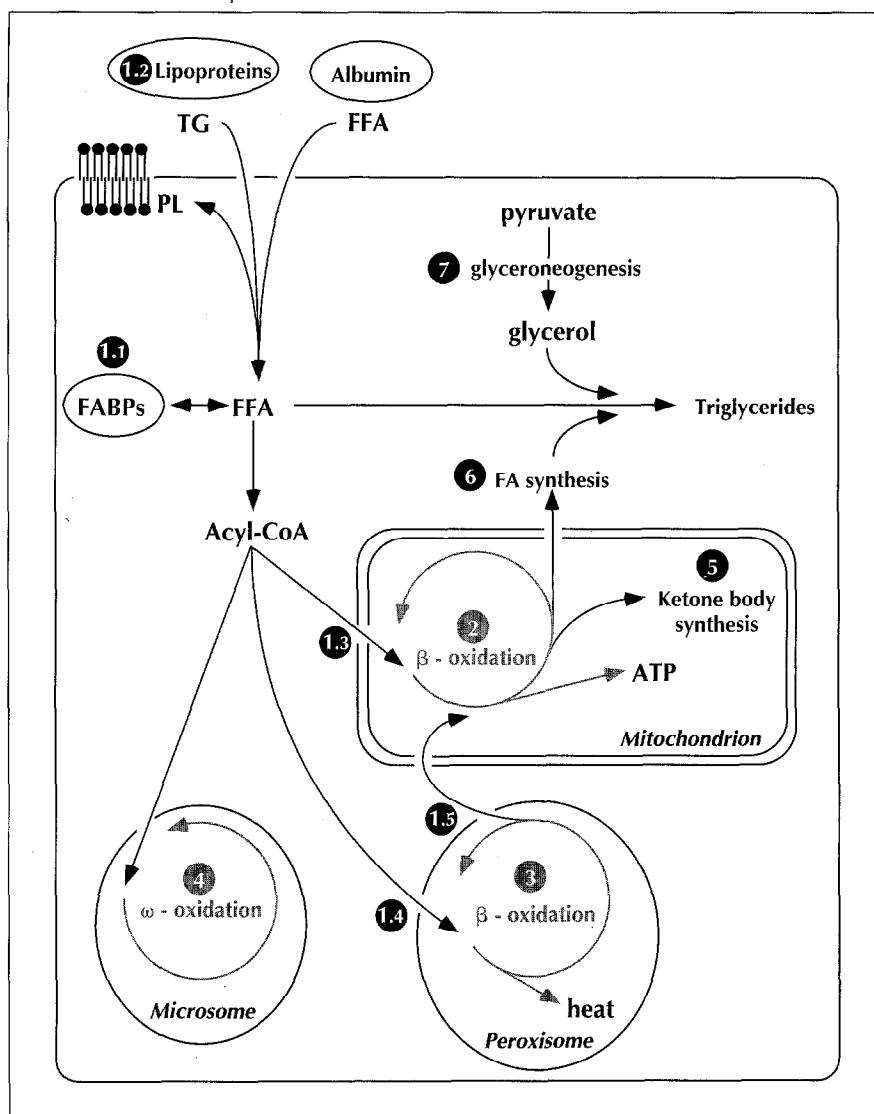 1.2 Lipoproteins
Albumin
TG
FFA
PL
pyruvate
7 glyceroneogenesis
glycerol
1.1
FABPs
FFA
Triglycerides
6 FA synthesis
Acyl-CoA
5
Ketone body
synthesis
2
β - oxidation
1.3
ATP
Mitochondrion
1.5
4
ω - oxidation
3
β - oxidation
1.4
heat
Microsome
Peroxisome